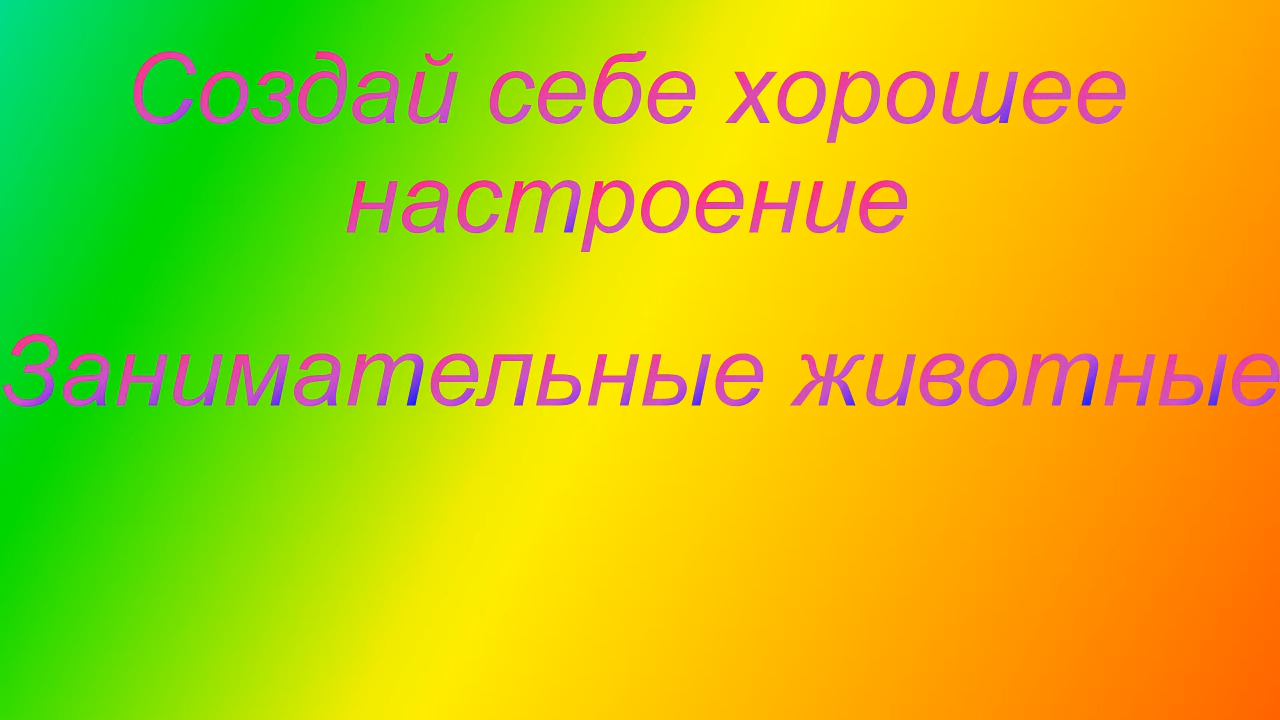 Создай себе хорошее
настроение
Занимательные животные